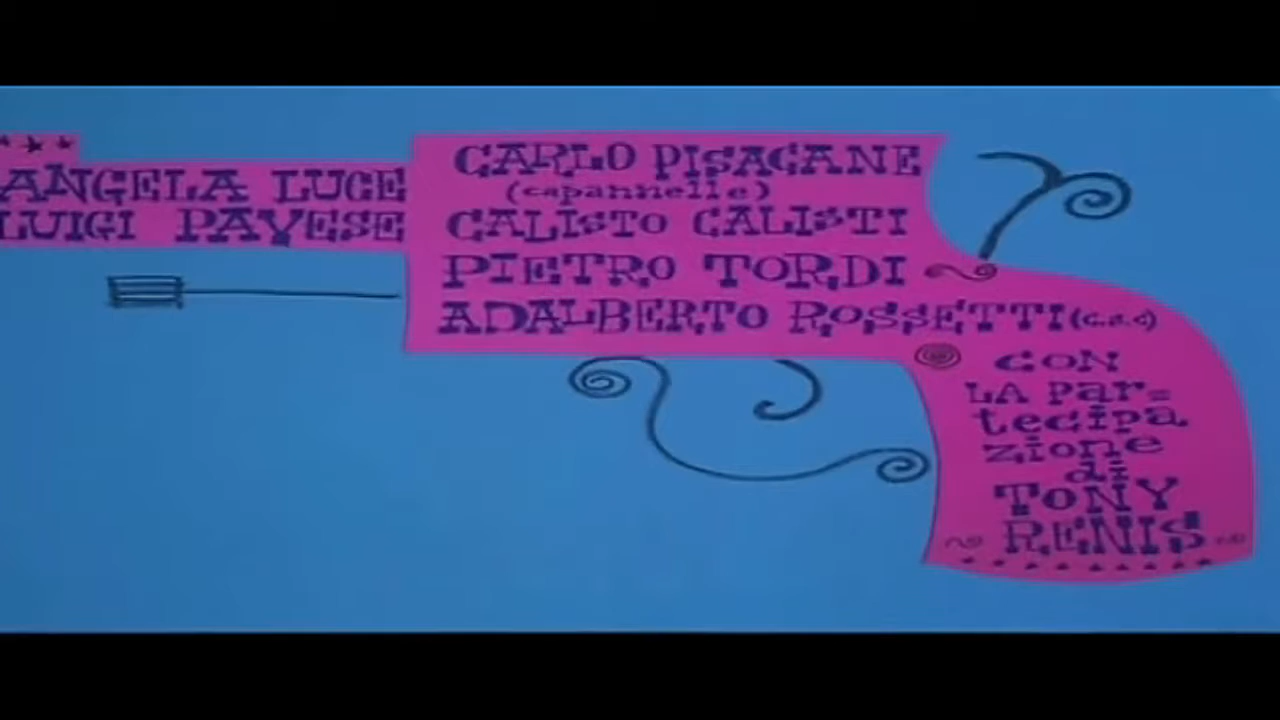 ANGELA LUCE
LUIGI PAVESE
CARLO PISACANE
(capannelle)
CALISTO CALISTI
PIETRO TORDI
ADALBERTO ROSSETTI (c.s.c)
CON
LA par=
tecipa
zione
di
TONY
RENIS